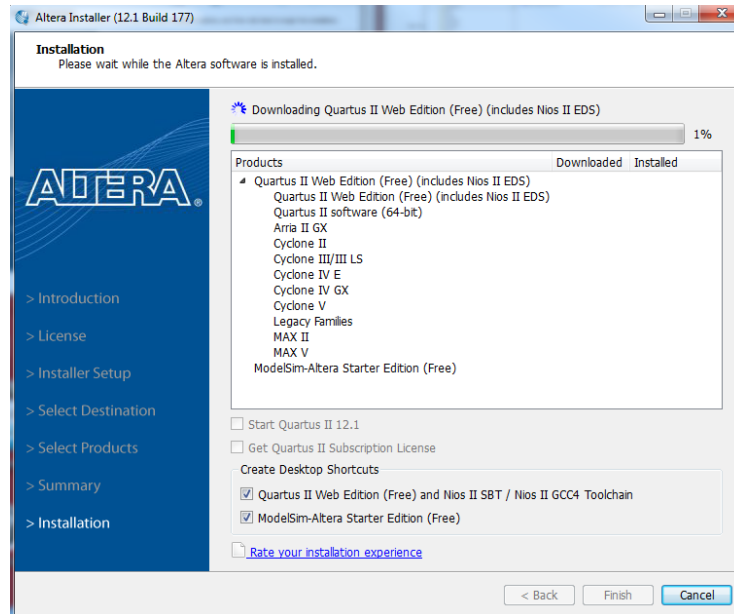 Altera Installer (12.1 Build 177)
Installation
Please wait while the Altera software is installed.
Downloading Quartus II Web Edition (Free) (includes Nios II EDS)
1%
Products Downloaded Installed
Quartus II Web Edition (Free) (includes Nios II EDS)
Quartus II Web Edition (Free) (includes Nios II EDS)
Quartus II software (64-bit)
Arria II GX
Cyclone II
Cyclone III/III LS
Cyclone IV E
Cyclone IV GX
Cyclone V
Legacy Families
MAX II
MAX V
ModelSim-Altera Starter Edition (Free)
ALTERA®
> Introduction
> License
> Installer Setup
> Select Destination
> Select Products
> Summary
> Installation
Start Quartus II 12.1
Get Quartus II Subscription License
Create Desktop Shortcuts
Quartus II Web Edition (Free) and Nios II SBT / Nios II GCC4 Toolchain
ModelSim-Altera Starter Edition (Free)
Rate your installation experience
< Back Finish Cancel